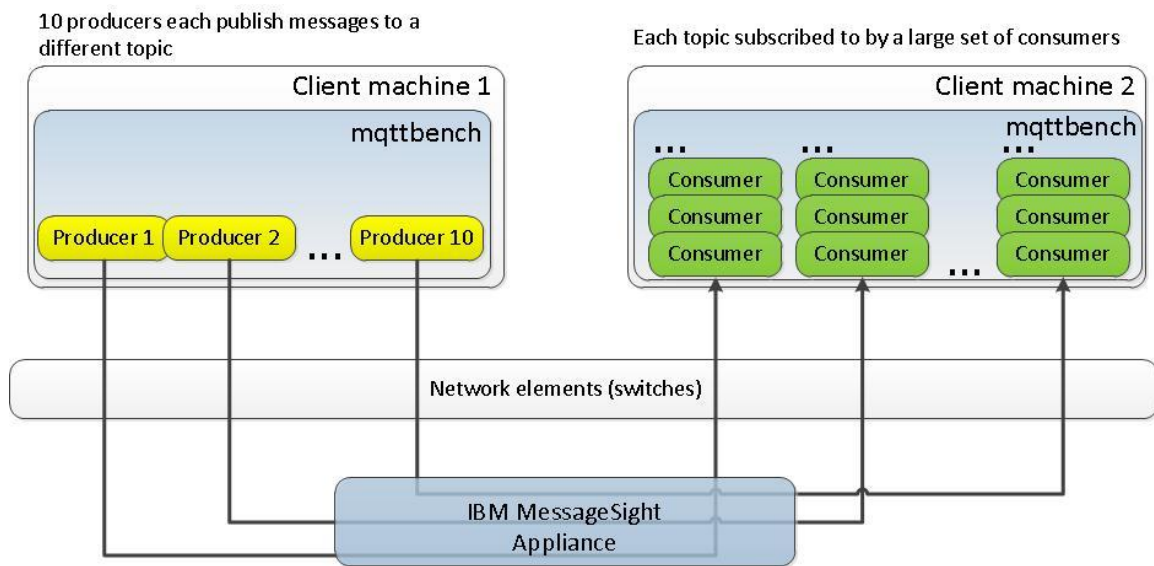 10 producers each publish messages to a
different topic
Each topic subscribed to by a large set of consumers
Client machine 1
mqttbench
Producer 1
Producer 2
...
Producer 10
Client machine 2
mqttbench
...
...
...
Consumer
Consumer
Consumer
Consumer
Consumer
Consumer
Consumer
Consumer
Consumer
...
Network elements (switches)
IBM MessageSight
Appliance